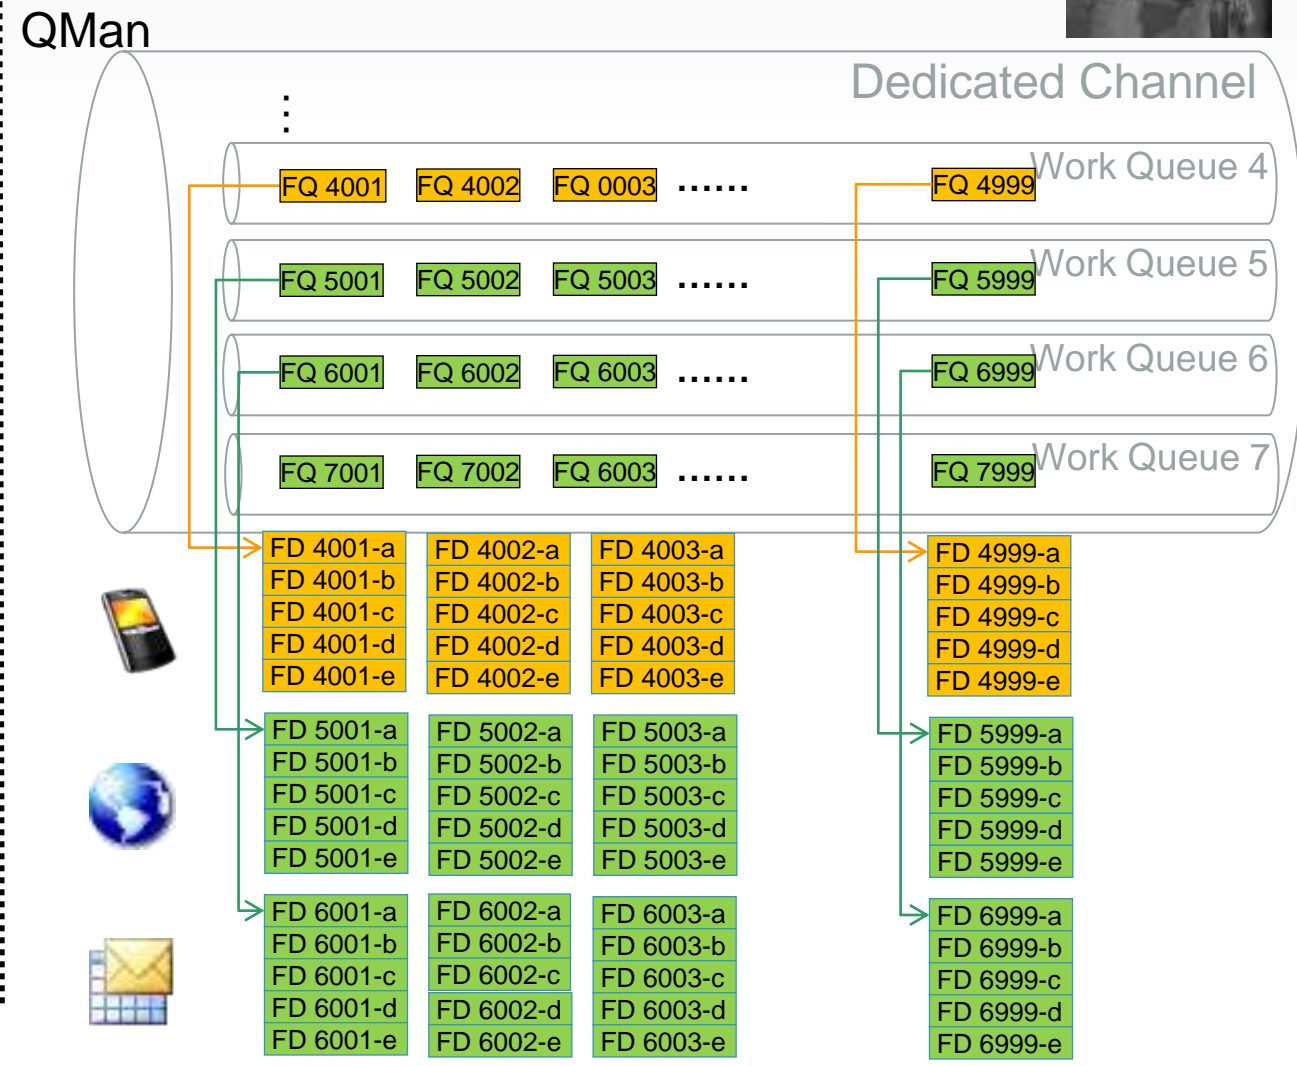 QMan
Dedicated Channel
⋮
Work Queue 4
FQ 4001 FQ 4002 FQ 0003 ...... FQ 4999
Work Queue 5
FQ 5001 FQ 5002 FQ 5003 ...... FQ 5999
Work Queue 6
FQ 6001 FQ 6002 FQ 6003 ...... FQ 6999
Work Queue 7
FQ 7001 FQ 7002 FQ 6003 ...... FQ 7999
FD 4001-a FD 4002-a FD 4003-a FD 4999-a
FD 4001-b FD 4002-b FD 4003-b FD 4999-b
FD 4001-c FD 4002-c FD 4003-c FD 4999-c
FD 4001-d FD 4002-d FD 4003-d FD 4999-d
FD 4001-e FD 4002-e FD 4003-e FD 4999-e
FD 5001-a FD 5002-a FD 5003-a FD 5999-a
FD 5001-b FD 5002-b FD 5003-b FD 5999-b
FD 5001-c FD 5002-c FD 5003-c FD 5999-c
FD 5001-d FD 5002-d FD 5003-d FD 5999-d
FD 5001-e FD 5002-e FD 5003-e FD 5999-e
FD 6001-a FD 6002-a FD 6003-a FD 6999-a
FD 6001-b FD 6002-b FD 6003-b FD 6999-b
FD 6001-c FD 6002-c FD 6003-c FD 6999-c
FD 6001-d FD 6002-d FD 6003-d FD 6999-d
FD 6001-e FD 6002-e FD 6003-e FD 6999-e